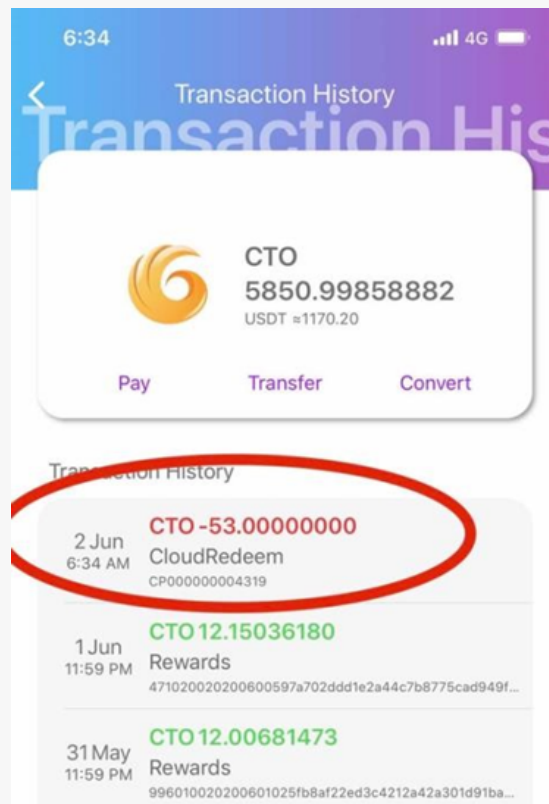 6:34
4G
Transaction History
Transaction His
CTO
5850.99858882
USDT ≈1170.20
Pay Transfer Convert
Transaction History
2 Jun
6:34 AM
CTO -53.00000000
CloudRedeem
CP000000004319
1 Jun
11:59 PM
CTO 12.15036180
Rewards
471020020200600597a702ddd1e2a44c7b8775cad949f...
31 May
11:59 PM
CTO 12.00681473
Rewards
996010020200601025fb8af22ed3c4212a42a301d91ba...